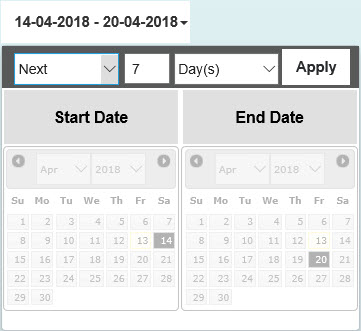 14-04-2018 - 20-04-2018
Next 7 Day(s) Apply
Start Date End Date
Apr 2018 Apr 2018
Su Mo Tu We Th Fr Sa Su Mo Tu We Th Fr Sa
1 2 3 4 5 6 7 1 2 3 4 5 6 7
8 9 10 11 12 13 14 8 9 10 11 12 13 14
15 16 17 18 19 20 21 15 16 17 18 19 20 21
22 23 24 25 26 27 28 22 23 24 25 26 27 28
29 30 29 30